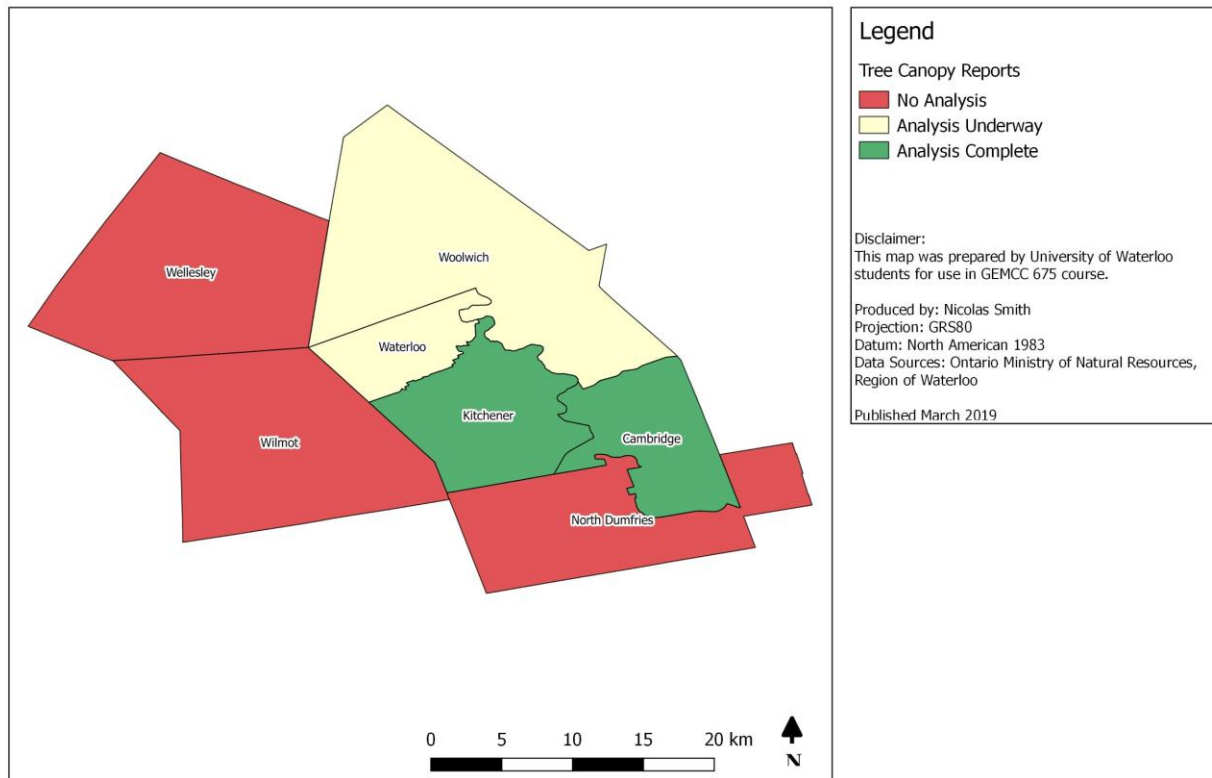 Woolwich
Wellesley
Waterloo
Kitchener
Cambridge
Wilmot
North Dumfries
0 5 10 15 20 km
N
Legend
Tree Canopy Reports
No Analysis
Analysis Underway
Analysis Complete
Disclaimer:
This map was prepared by University of Waterloo
students for use in GEMCC 675 course.
Produced by: Nicolas Smith
Projection: GRS80
Datum: North American 1983
Data Sources: Ontario Ministry of Natural Resources,
Region of Waterloo
Published March 2019